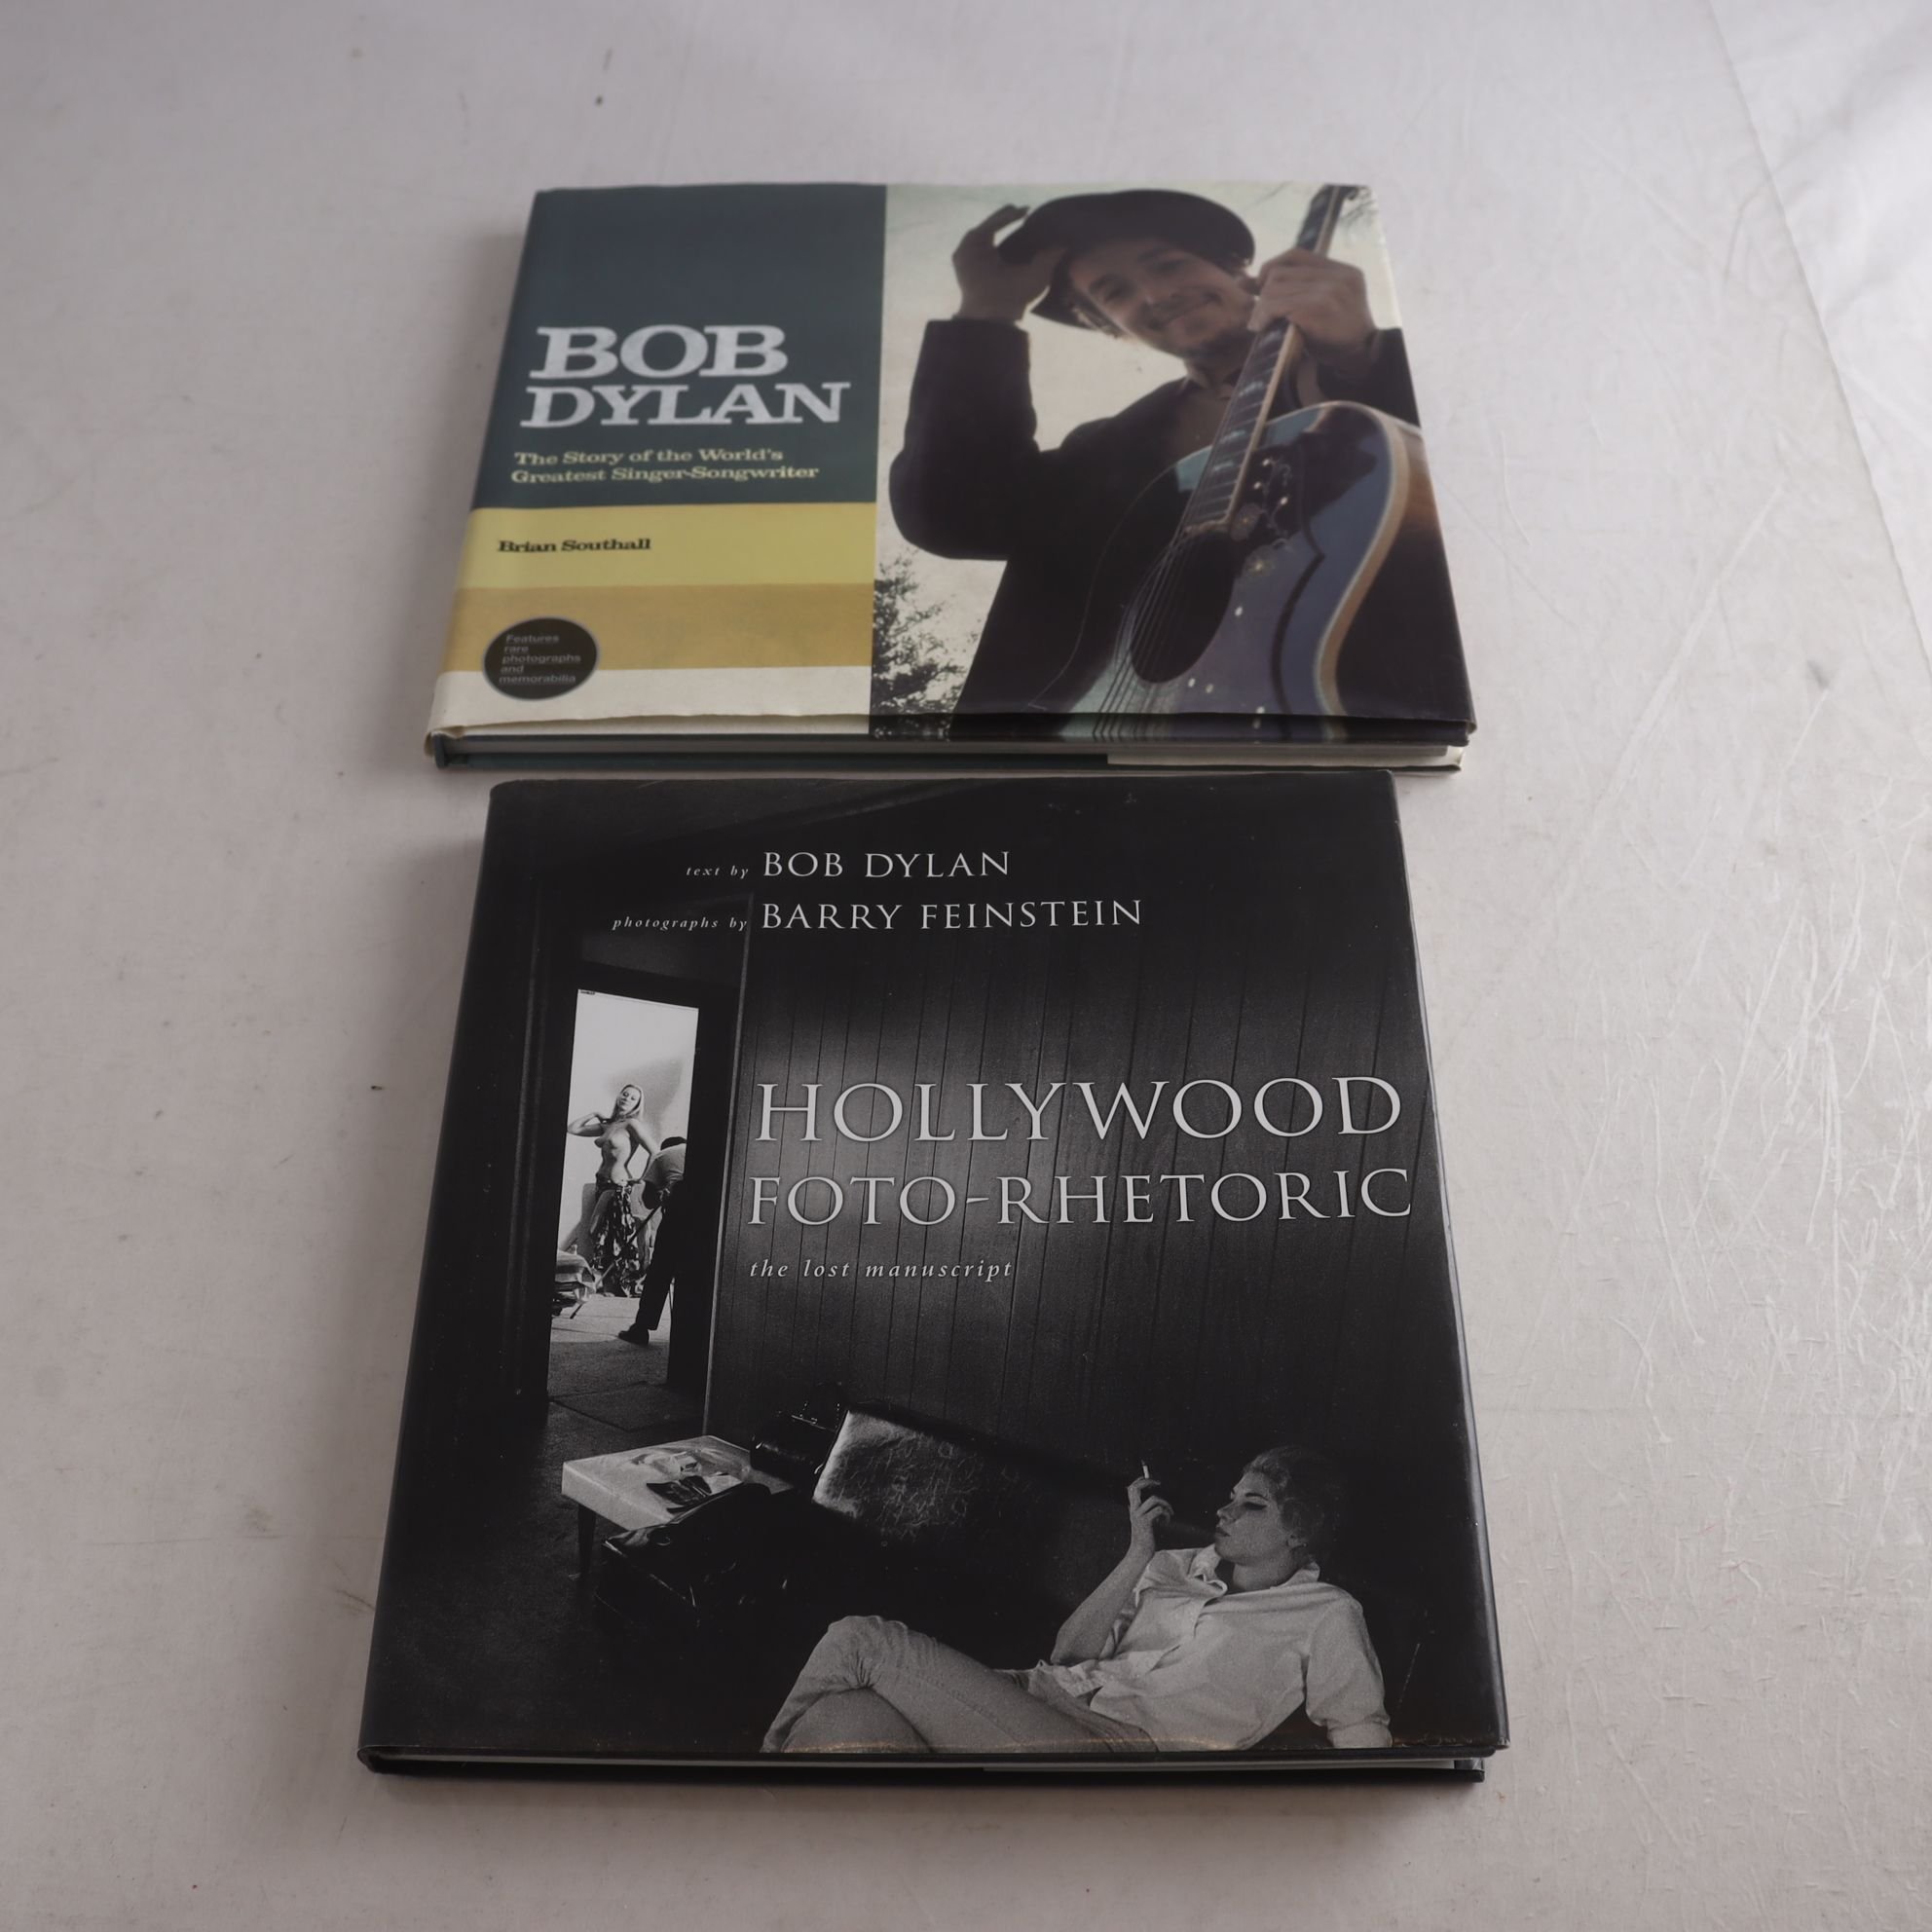 BOB
DYLAN
The Story of the World's
Greatest Singer-Songwriter
Brian Southall
Features
rare
photographs
and
memorabilia
text by BOB DYLAN
photographs by BARRY FEINSTEIN
HOLLYWOOD
FOTO-RHETORIC
the lost manuscript